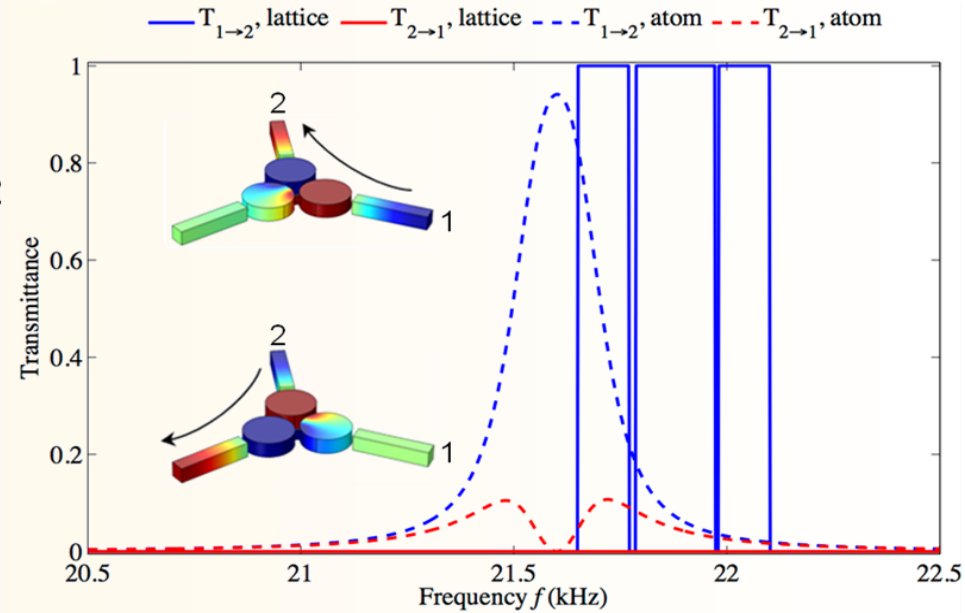 T1→2, lattice T2→1, lattice T1→2, atom T2→1, atom
1
0.8
0.6
0.4
0.2
0
Transmittance
2
1
2
1
20.5 21 21.5 22 22.5
Frequency f (kHz)